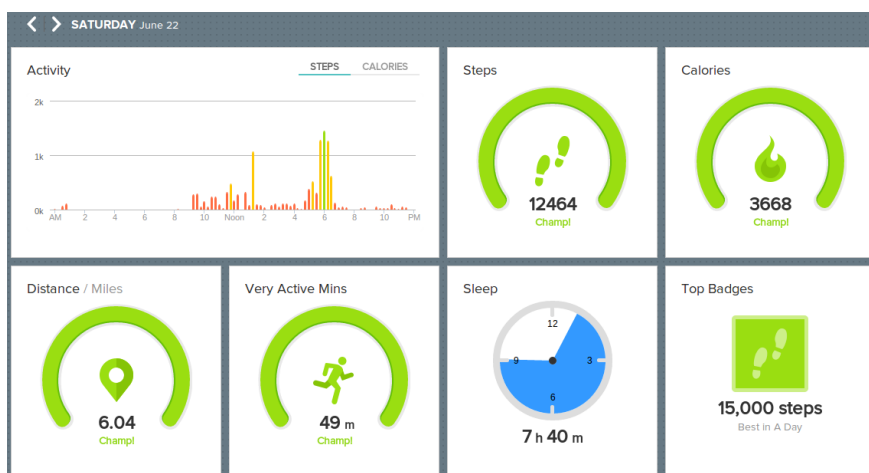 SATURDAY June 22
Activity
STEPS CALORIES
2k
1k
0k
AM 2 4 6 8 10 Noon 2 4 6 8 10 PM
Steps
12464
Champ!
Calories
3668
Champ!
Distance / Miles
6.04
Champ!
Very Active Mins
49 m
Champ!
Sleep
12
9 3
6
7 h 40 m
Top Badges
15,000 steps
Best in A Day